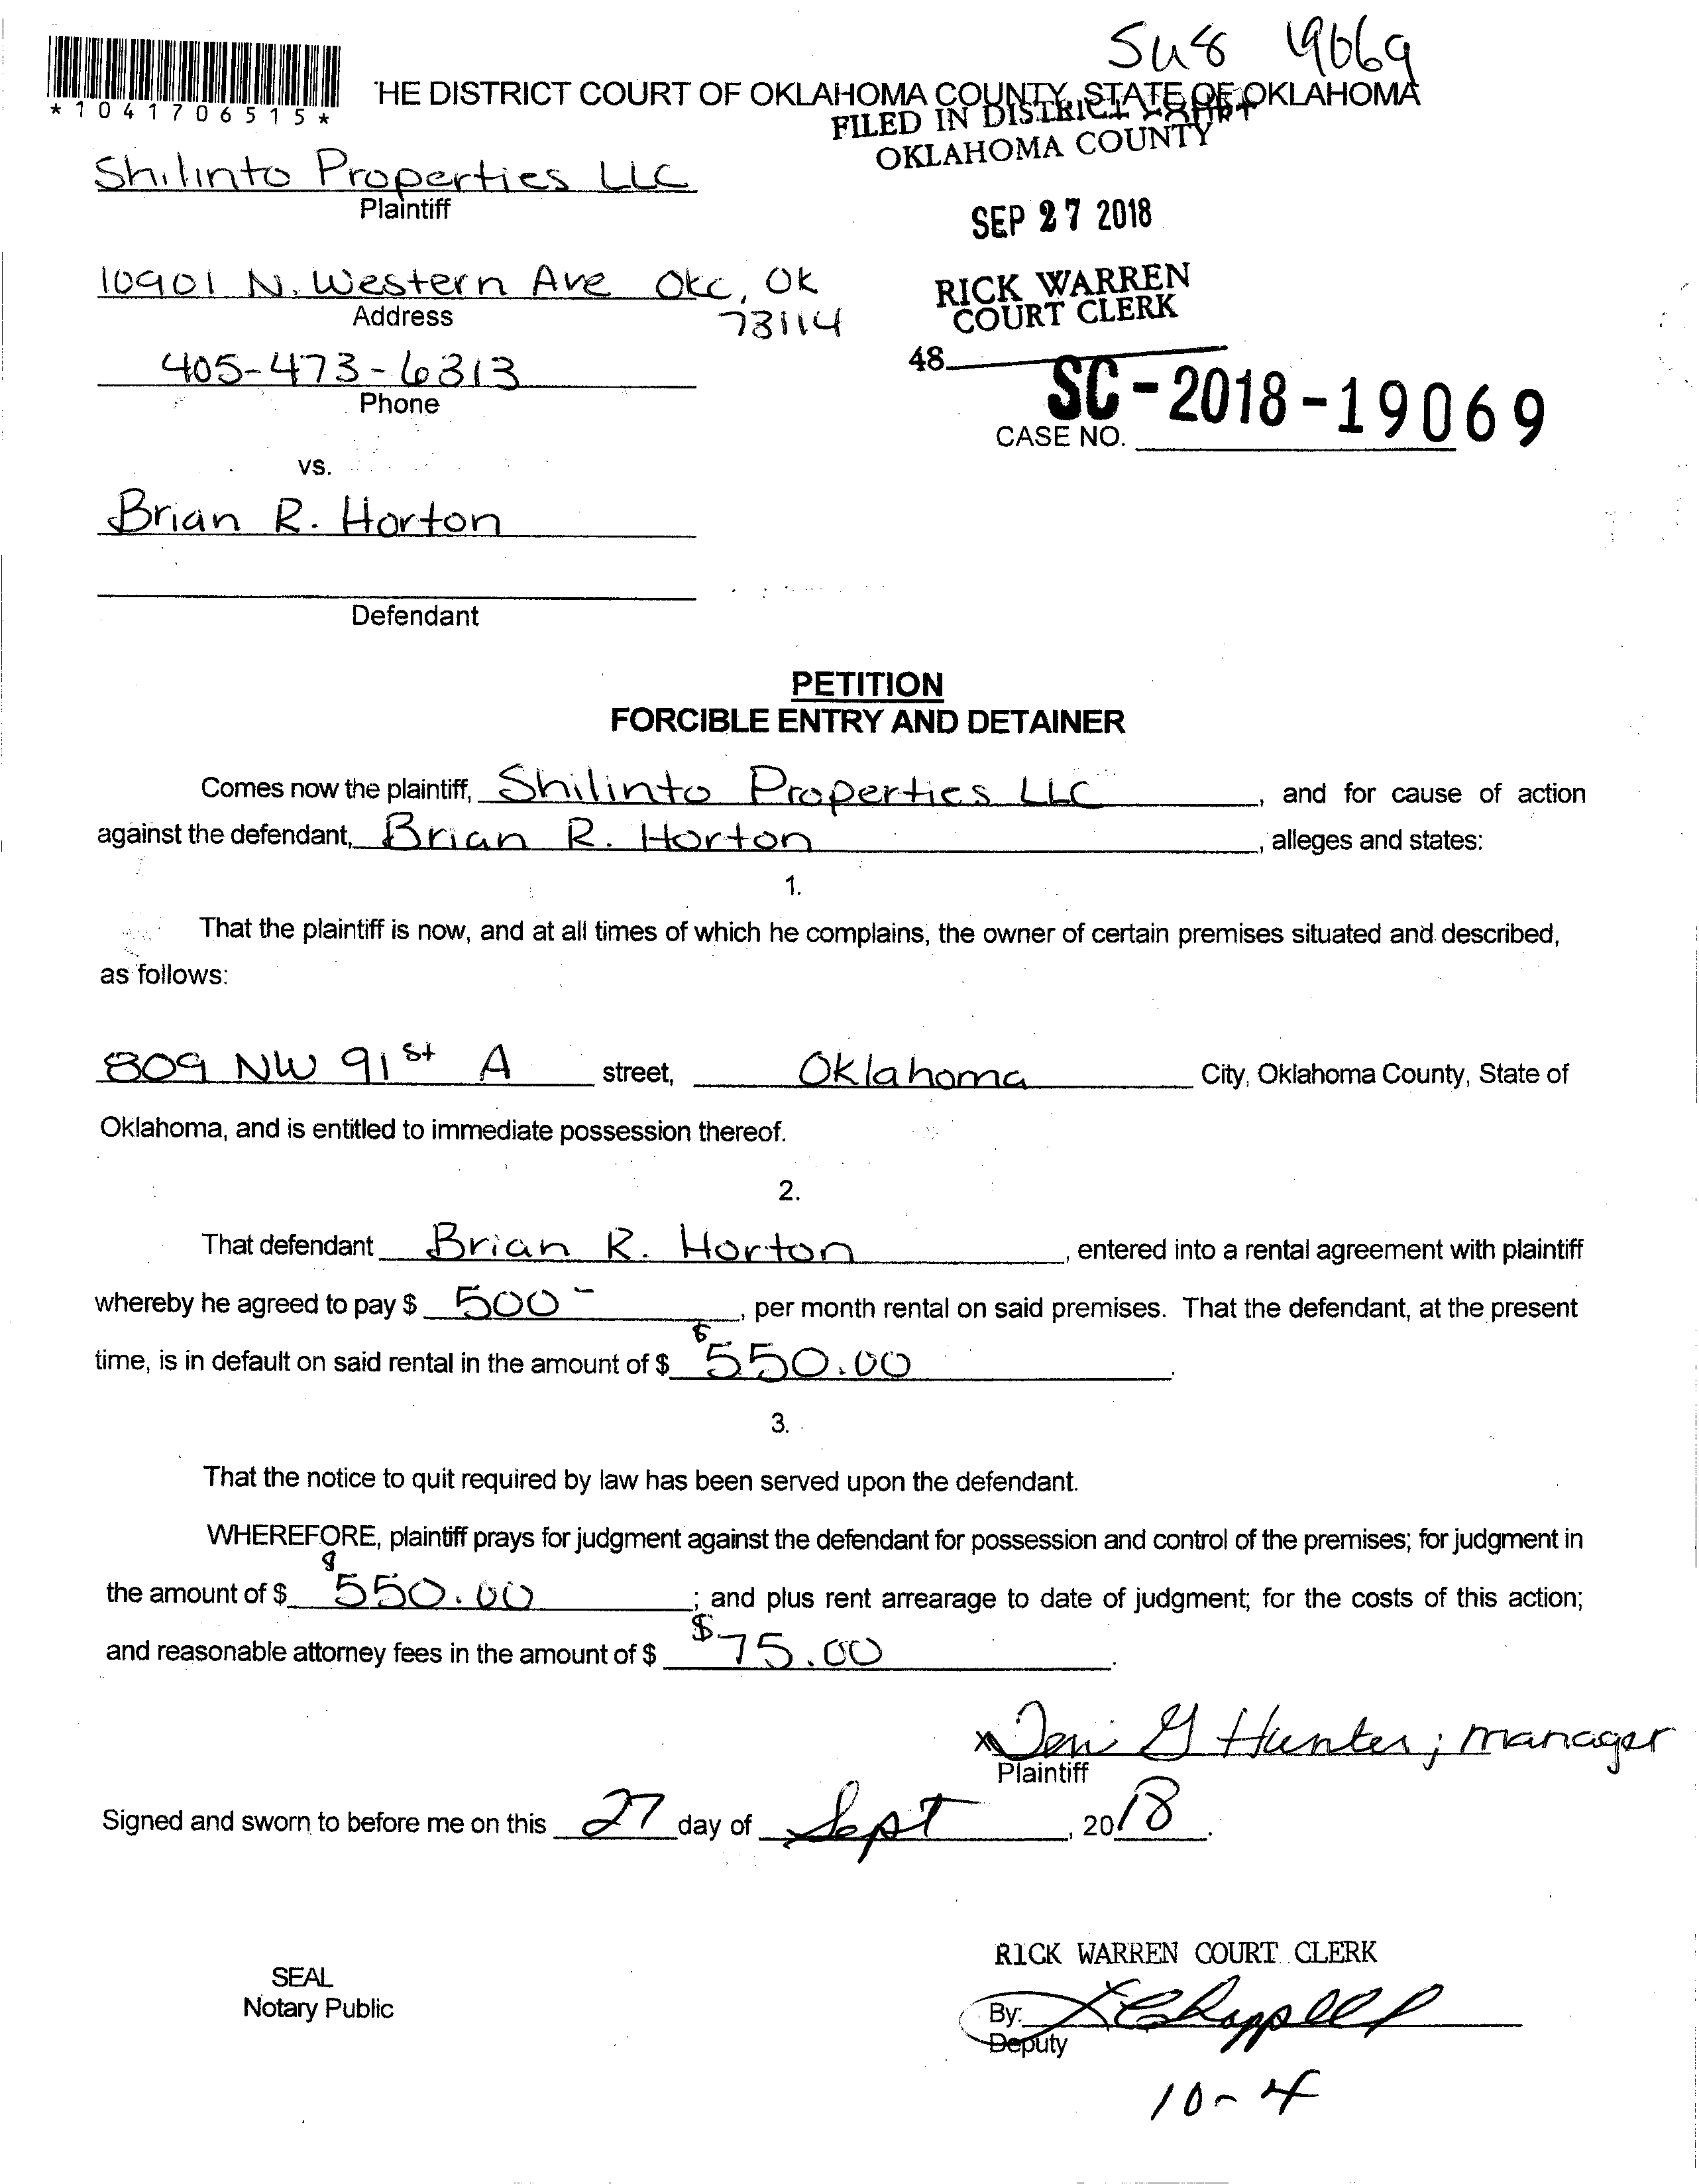 Su8 19669
*1041706515*
HE DISTRICT COURT OF OKLAHOMA COUNTY, STATE OF OKLAHOMA
FILED IN DISTRICT COURT
OKLAHOMA COUNTY
Shilinto Properties LLC
Plaintiff
SEP 27 2018
10901 N. Western Ave Okc, OK
Address
73114
RICK WARREN
COURT CLERK
405-473-6313
Phone
48
SC-2018-19069
CASE NO.
vs.
Brian R. Horton
Defendant
PETITION
FORCIBLE ENTRY AND DETAINER
Comes now the plaintiff, Shilinto Properties LLC, and for cause of action
against the defendant, Brian R. Horton, alleges and states:
1.
That the plaintiff is now, and at all times of which he complains, the owner of certain premises situated and described,
as follows:
809 NW 91st A street, Oklahoma City, Oklahoma County, State of
Oklahoma, and is entitled to immediate possession thereof.
2.
That defendant Brian R. Horton, entered into a rental agreement with plaintiff
whereby he agreed to pay $ 500-, per month rental on said premises. That the defendant, at the present
time, is in default on said rental in the amount of $ $550.00.
3.
That the notice to quit required by law has been served upon the defendant.
WHEREFORE, plaintiff prays for judgment against the defendant for possession and control of the premises; for judgment in
the amount of $ $550.00; and plus rent arrearage to date of judgment; for the costs of this action;
and reasonable attorney fees in the amount of $ $75.00.
x G Hunter; manager
Plaintiff
Signed and sworn to before me on this 27 day of Sept, 2018.
SEAL
Notary Public
RICK WARREN COURT CLERK
By:
Deputy
10-4